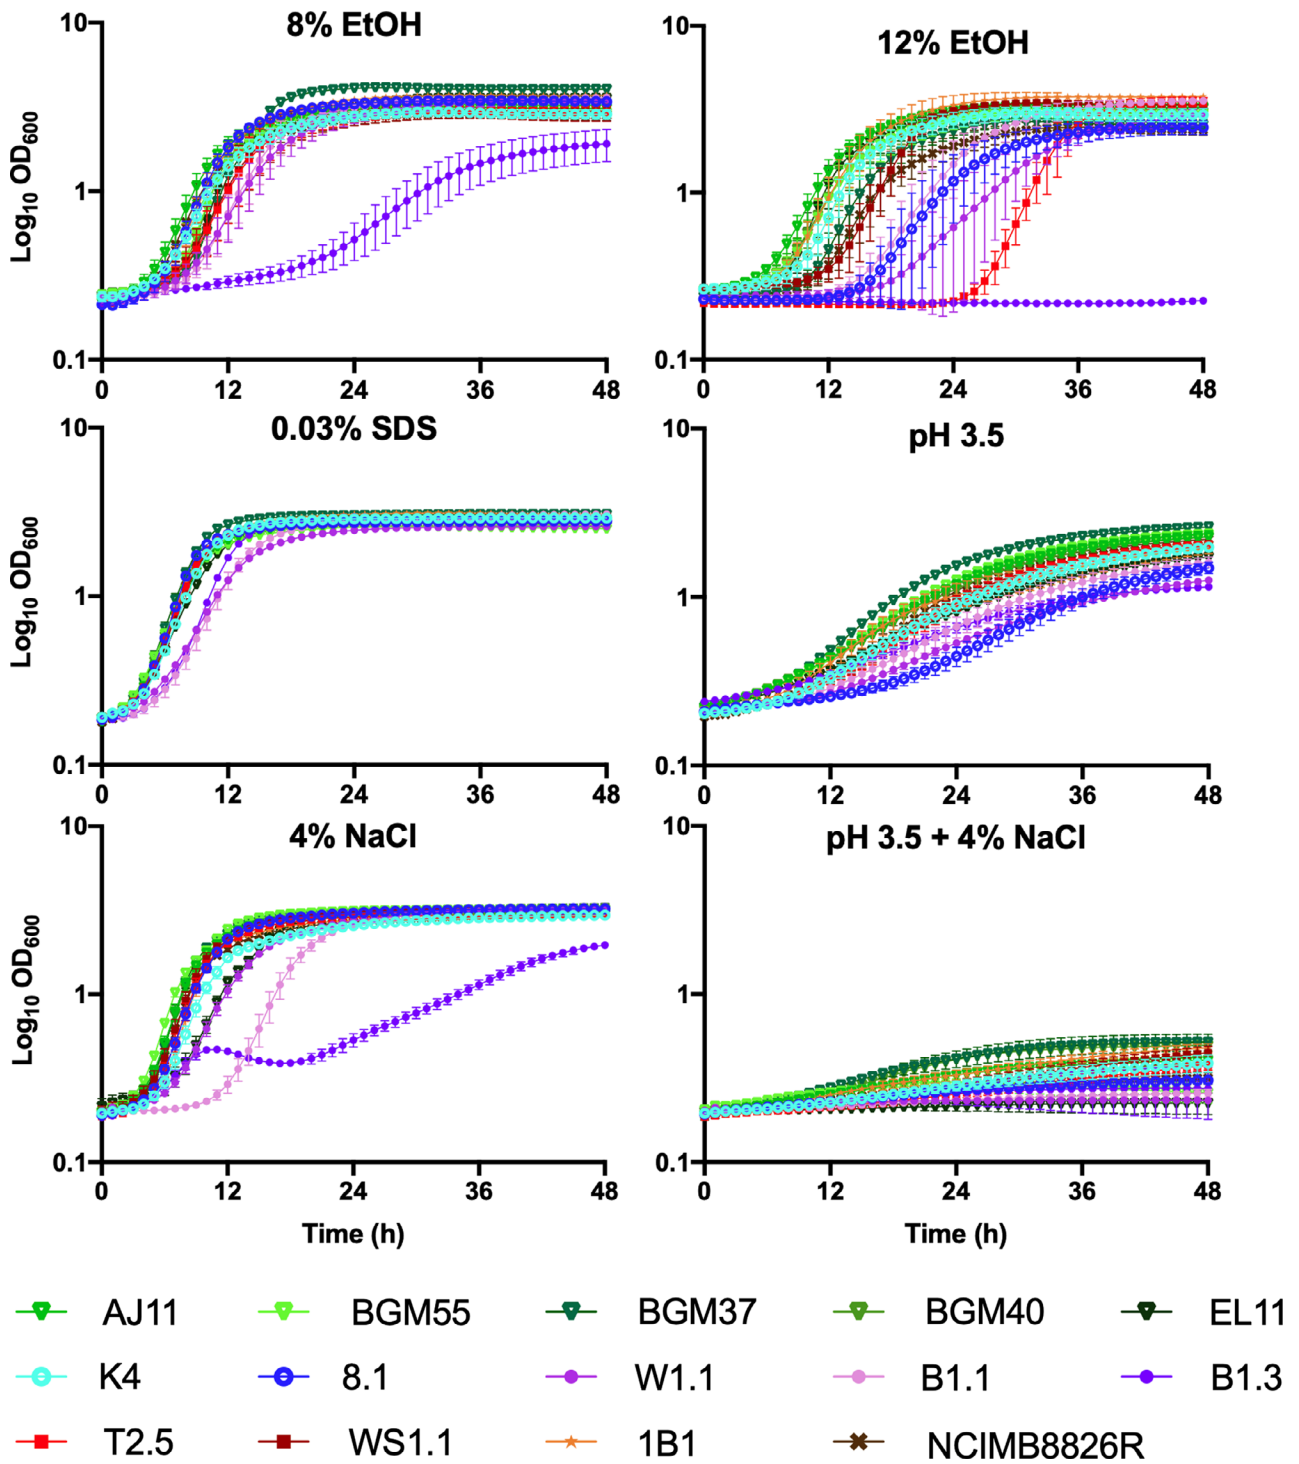 8% EtOH
12% EtOH
Log10 OD600
10
1
0.1
0 12 24 36 48
10
1
0.1
0 12 24 36 48
0.03% SDS
pH 3.5
Log10 OD600
10
1
0.1
0 12 24 36 48
10
1
0.1
0 12 24 36 48
4% NaCl
pH 3.5 + 4% NaCl
Log10 OD600
10
1
0.1
0 12 24 36 48
10
1
0.1
0 12 24 36 48
Time (h)
Time (h)
AJ11 BGM55 BGM37 BGM40 EL11
K4 8.1 W1.1 B1.1 B1.3
T2.5 WS1.1 1B1 NCIMB8826R